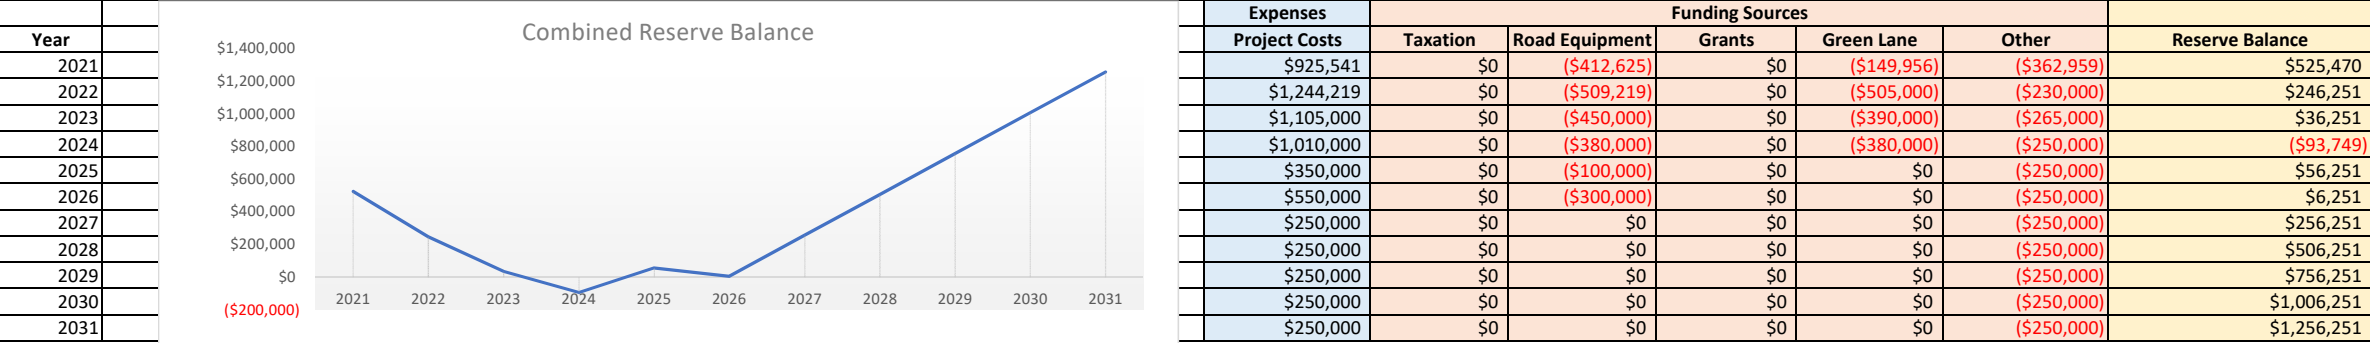 Expenses Funding Sources
Year Project Costs Taxation Road Equipment Grants Green Lane Other Reserve Balance
2021 $925,541 $0 ($412,625) $0 ($149,956) ($362,959) $525,470
2022 $1,244,219 $0 ($509,219) $0 ($505,000) ($230,000) $246,251
2023 $1,105,000 $0 ($450,000) $0 ($390,000) ($265,000) $36,251
2024 $1,010,000 $0 ($380,000) $0 ($380,000) ($250,000) ($93,749)
2025 $350,000 $0 ($100,000) $0 $0 ($250,000) $56,251
2026 $550,000 $0 ($300,000) $0 $0 ($250,000) $6,251
2027 $250,000 $0 $0 $0 $0 ($250,000) $256,251
2028 $250,000 $0 $0 $0 $0 ($250,000) $506,251
2029 $250,000 $0 $0 $0 $0 ($250,000) $756,251
2030 $250,000 $0 $0 $0 $0 ($250,000) $1,006,251
2031 $250,000 $0 $0 $0 $0 ($250,000) $1,256,251
Combined Reserve Balance
$1,400,000
$1,200,000
$1,000,000
$800,000
$600,000
$400,000
$200,000
$0
($200,000)
2021 2022 2023 2024 2025 2026 2027 2028 2029 2030 2031